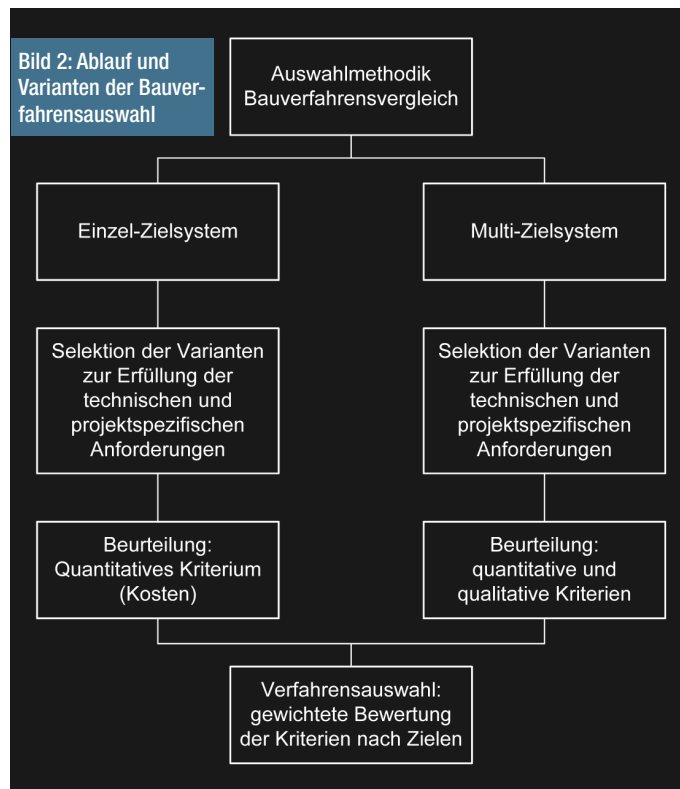 Bild 2: Ablauf und
Varianten der Bauver-
fahrensauswahl
Auswahlmethodik
Bauverfahrensvergleich
Einzel-Zielsystem
Multi-Zielsystem
Selektion der Varianten
zur Erfüllung der
technischen und
projektspezifischen
Anforderungen
Selektion der Varianten
zur Erfüllung der
technischen und
projektspezifischen
Anforderungen
Beurteilung:
Quantitatives Kriterium
(Kosten)
Beurteilung:
quantitative und
qualitative Kriterien
Verfahrensauswahl:
gewichtete Bewertung
der Kriterien nach Zielen